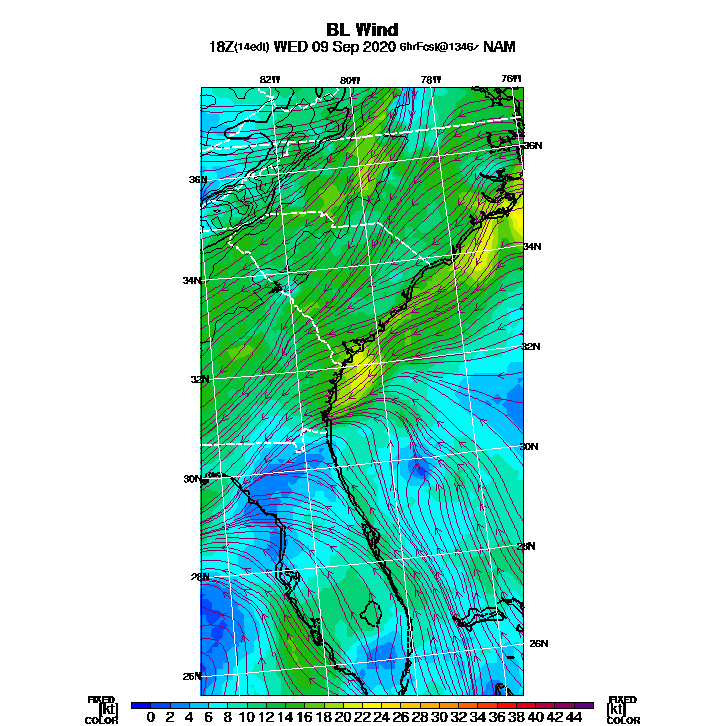 BL Wind
18Z(14edt) WED 09 Sep 2020 6hrFcst@1346z NAM
82W 80W 78W 76W
36N 36N
34N 34N
32N 32N
30N 30N
28N 28N
26N 26N
FIXED FIXED
[kt] 0 2 4 6 8 10 12 14 16 18 20 22 24 26 28 30 32 34 36 38 40 42 44 [kt]
COLOR COLOR